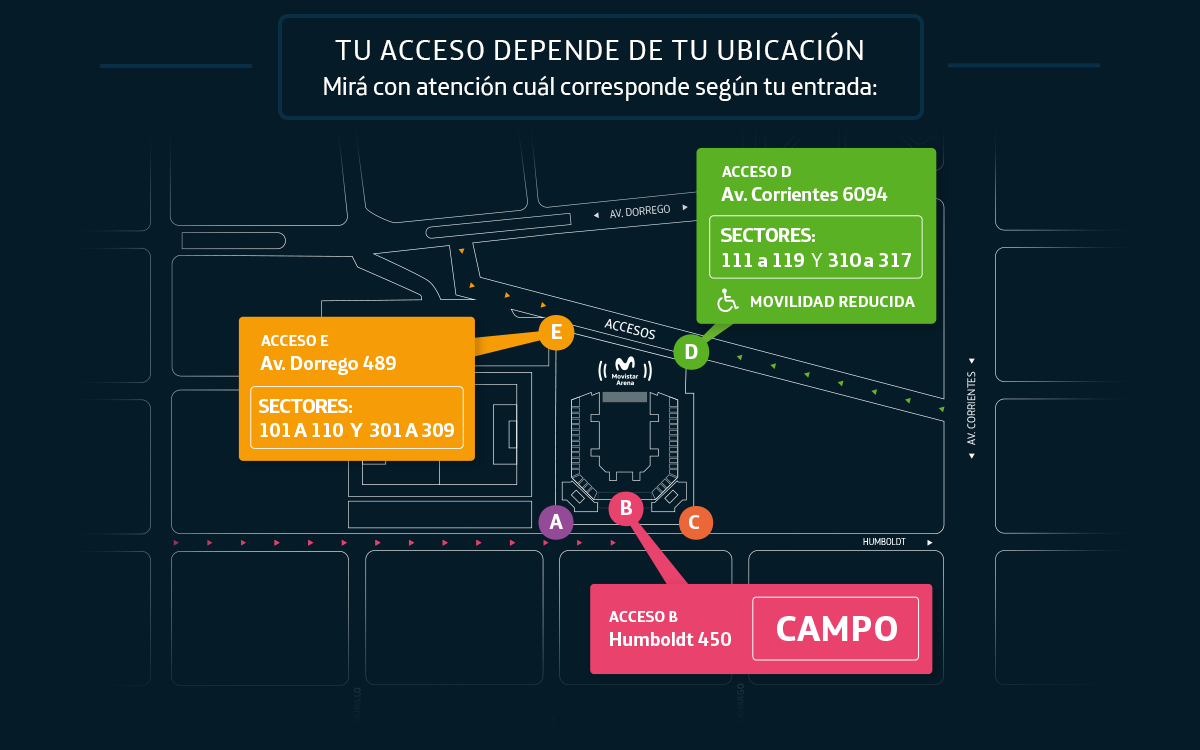 TU ACCESO DEPENDE DE TU UBICACIÓN
Mirá con atención cuál corresponde según tu entrada:
ACCESO D
Av. Corrientes 6094
SECTORES:
111 a 119 Y 310 a 317
MOVILIDAD REDUCIDA
AV. DORREGO
ACCESOS
E
D
ACCESO E
Av. Dorrego 489
SECTORES:
101 A 110 Y 301 A 309
Movistar
Arena
AV. CORRIENTES
A
B
C
HUMBOLDT
ACCESO B
Humboldt 450
CAMPO